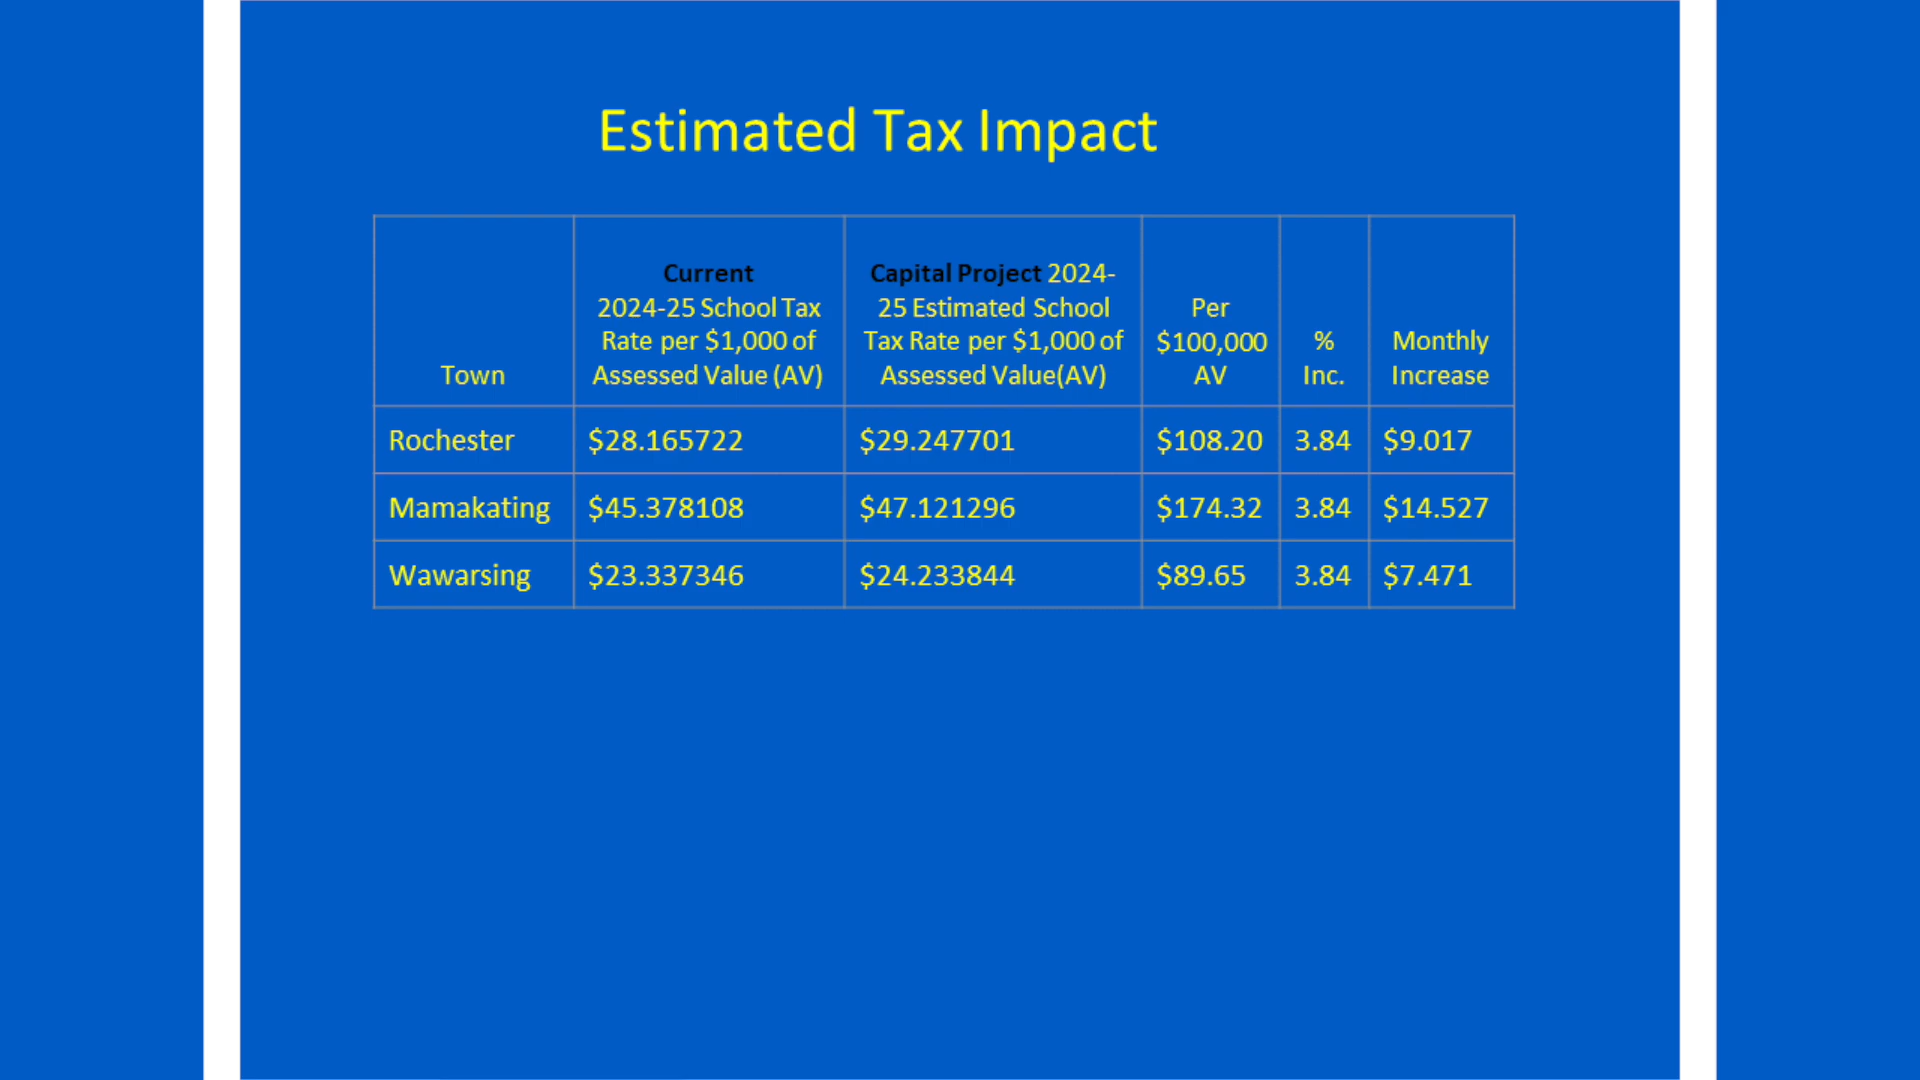 Estimated Tax Impact
Town
Current
2024-25 School Tax
Rate per $1,000 of
Assessed Value (AV)
Capital Project 2024-
25 Estimated School
Tax Rate per $1,000 of
Assessed Value(AV)
Per
$100,000
AV
%
Inc.
Monthly
Increase
Rochester $28.165722 $29.247701 $108.20 3.84 $9.017
Mamakating $45.378108 $47.121296 $174.32 3.84 $14.527
Wawarsing $23.337346 $24.233844 $89.65 3.84 $7.471